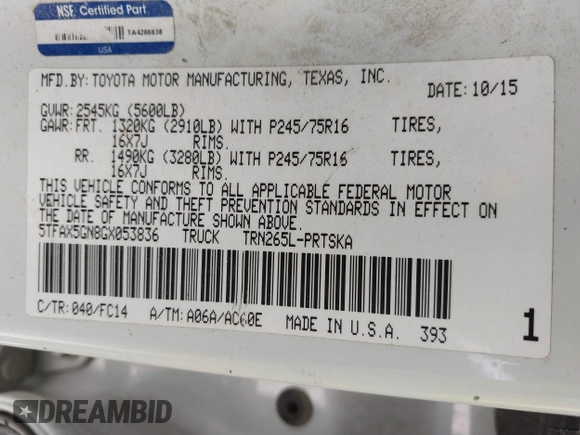 NSF. Certified Part
TA4206638
USA
MFD.BY:TOYOTA MOTOR MANUFACTURING, TEXAS, INC.
DATE:10/15
GVWR:2545KG (5600LB)
GAWR:FRT. 1320KG (2910LB) WITH P245/75R16 TIRES,
16X7J RIMS.
RR. 1490KG (3280LB) WITH P245/75R16 TIRES,
16X7J RIMS.
THIS VEHICLE CONFORMS TO ALL APPLICABLE FEDERAL MOTOR
VEHICLE SAFETY AND THEFT PREVENTION STANDARDS IN EFFECT ON
THE DATE OF MANUFACTURE SHOWN ABOVE.
5TFAX5GN8GX053836 TRUCK TRN265L-PRTSKA
C/TR:040/FC14 A/TM:A06A/AC60E MADE IN U.S.A. 393
1
DREAMBID